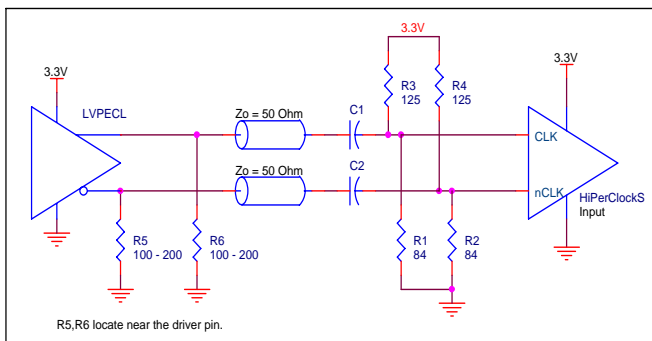 3.3V
3.3V
3.3V
R3
125
R4
125
LVPECL
Zo = 50 Ohm
C1
CLK
Zo = 50 Ohm
C2
nCLK
HiPerClockS
Input
R5
100 - 200
R6
100 - 200
R1
84
R2
84
R5,R6 locate near the driver pin.